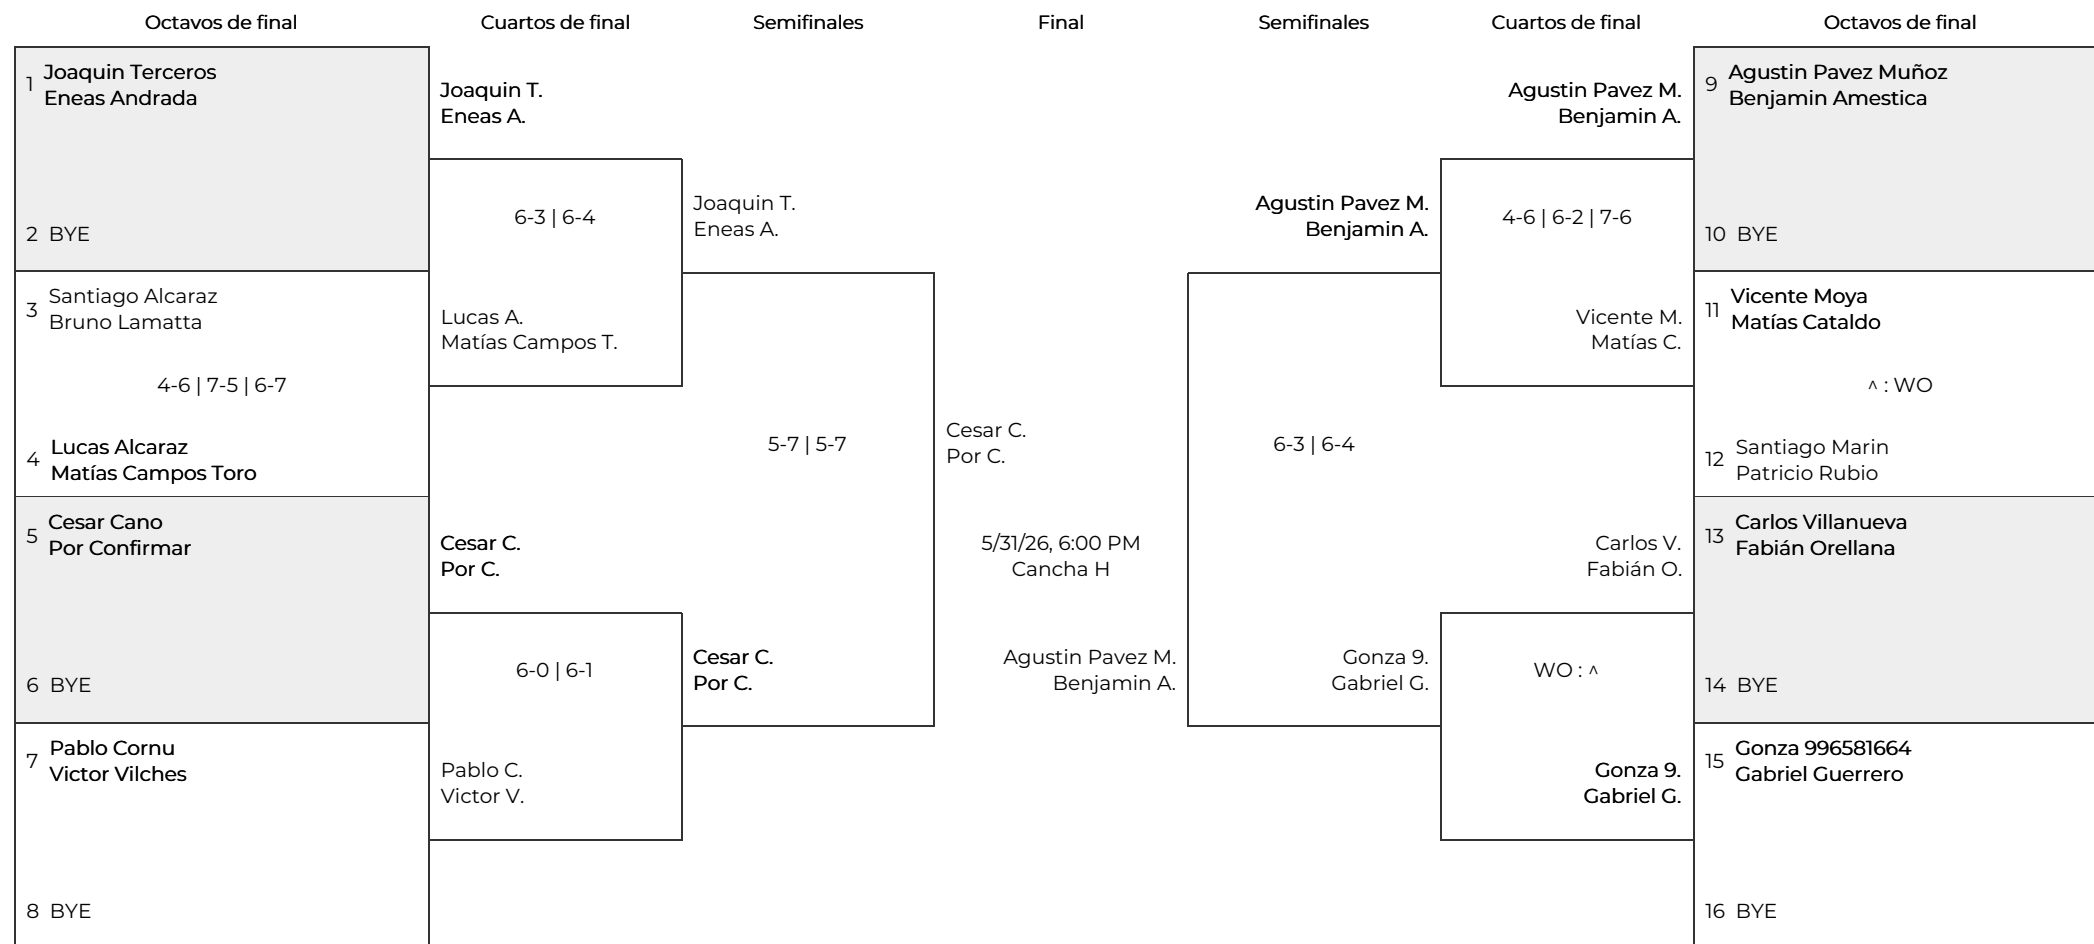 Octavos de final
Cuartos de final
Semifinales
Final
Semifinales
Cuartos de final
Octavos de final
1 Joaquin Terceros
Eneas Andrada
2 BYE
3 Santiago Alcaraz
Bruno Lamatta
4-6 | 7-5 | 6-7
4 Lucas Alcaraz
Matías Campos Toro
5 Cesar Cano
Por Confirmar
6 BYE
7 Pablo Cornu
Victor Vilches
8 BYE
Joaquin T.
Eneas A.
6-3 | 6-4
Lucas A.
Matías Campos T.
Cesar C.
Por C.
6-0 | 6-1
Pablo C.
Victor V.
Joaquin T.
Eneas A.
5-7 | 5-7
Cesar C.
Por C.
Cesar C.
Por C.
5/31/26, 6:00 PM
Cancha H
Agustin Pavez M.
Benjamin A.
Agustin Pavez M.
Benjamin A.
6-3 | 6-4
Gonza 9.
Gabriel G.
Agustin Pavez M.
Benjamin A.
4-6 | 6-2 | 7-6
Vicente M.
Matías C.
Carlos V.
Fabián O.
WO : ^
Gonza 9.
Gabriel G.
9 Agustin Pavez Muñoz
Benjamin Amestica
10 BYE
11 Vicente Moya
Matías Cataldo
^ : WO
12 Santiago Marin
Patricio Rubio
13 Carlos Villanueva
Fabián Orellana
14 BYE
15 Gonza 996581664
Gabriel Guerrero
16 BYE